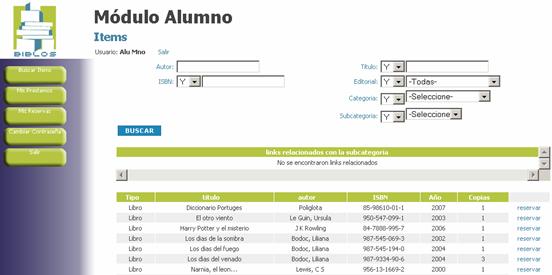 Módulo Alumno
Items
BIBLOS
Usuario: Alu Mno Salir
Buscar Items
Mis Prestamos
Mis Reservas
Cambiar Contraseña
Salir
Autor: Titulo: Y
ISBN: Y Editorial: Y -Todas-
Categoria: Y -Seleccione-
Subcategoria: Y -Seleccione
BUSCAR
links relacionados con la subcategoria
No se encontraron links relacionados
Tipo titulo autor ISBN Año Copias
Libro Diccionario Portuges Poliglota 85-98610-01-1 2007 1 reservar
Libro El otro viento Le Guin, Ursula 950-547-099-1 2003 1 reservar
Libro Harry Potter y el misterio J K Rowling 84-7888-995-7 2006 1 reservar
Libro Los dias de la sombra Bodoc, Liliana 987-545-069-3 2002 1 reservar
Libro Los dias del fuego Bodoc, Liliana 987-545-194-0 2004 1 reservar
Libro Los dias del venado Bodoc, Liliana 987-9334-90-6 2004 3 reservar
Libro Narnia, el leon... Lewis, C S 956-13-1669-2 2000 reservar